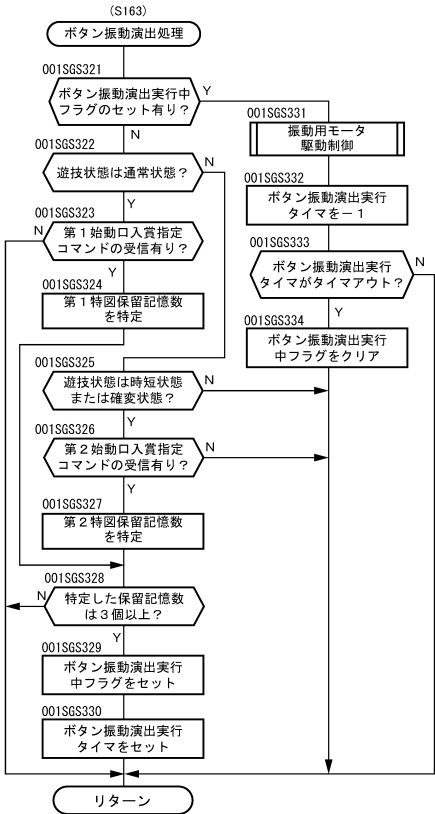 (S163)
ボタン振動演出処理
001SGS321
ボタン振動演出実行中
フラグのセット有り？
Y
N
001SGS331
振動用モータ
駆動制御
001SGS322
遊技状態は通常状態？
N
Y
001SGS332
ボタン振動演出実行
タイマを－１
001SGS323
N
第１始動口入賞指定
コマンドの受信有り？
Y
001SGS333
ボタン振動演出実行
タイマがタイムアウト？
N
Y
001SGS324
第１特図保留記憶数
を特定
001SGS334
ボタン振動演出実行
中フラグをクリア
001SGS325
遊技状態は時短状態
または確変状態？
N
Y
001SGS326
第２始動口入賞指定
コマンドの受信有り？
N
Y
001SGS327
第２特図保留記憶数
を特定
001SGS328
N
特定した保留記憶数
は３個以上？
Y
001SGS329
ボタン振動演出実行
中フラグをセット
001SGS330
ボタン振動演出実行
タイマをセット
リターン